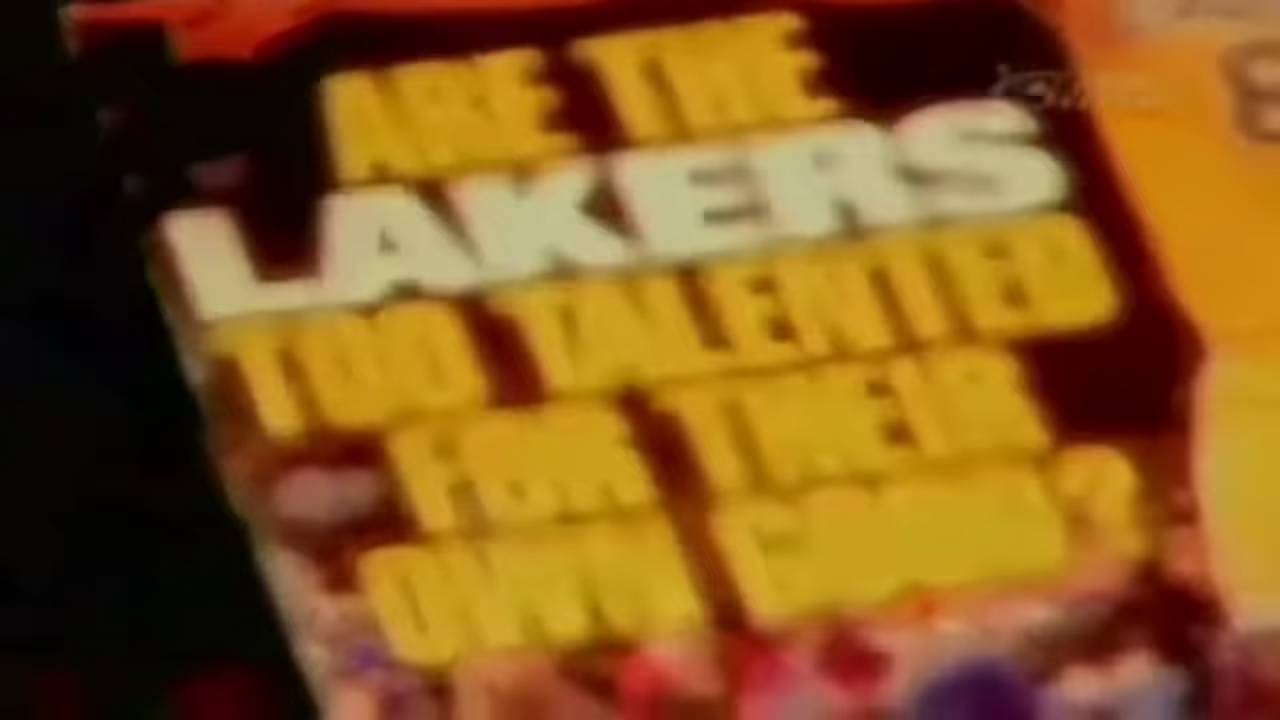 ARE THE
LAKERS
TOO TALENTED
FOR THEIR
OWN GOOD?